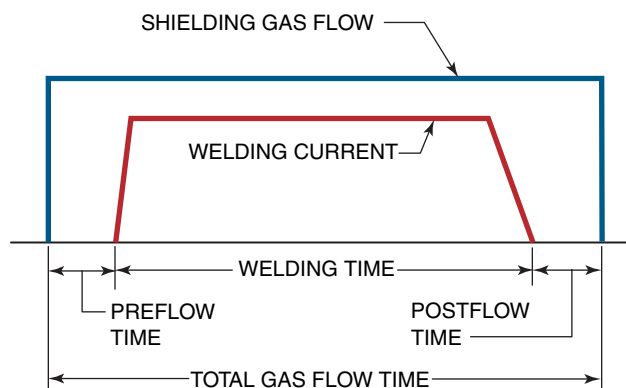 SHIELDING GAS FLOW
WELDING CURRENT
WELDING TIME
PREFLOW
TIME
POSTFLOW
TIME
TOTAL GAS FLOW TIME